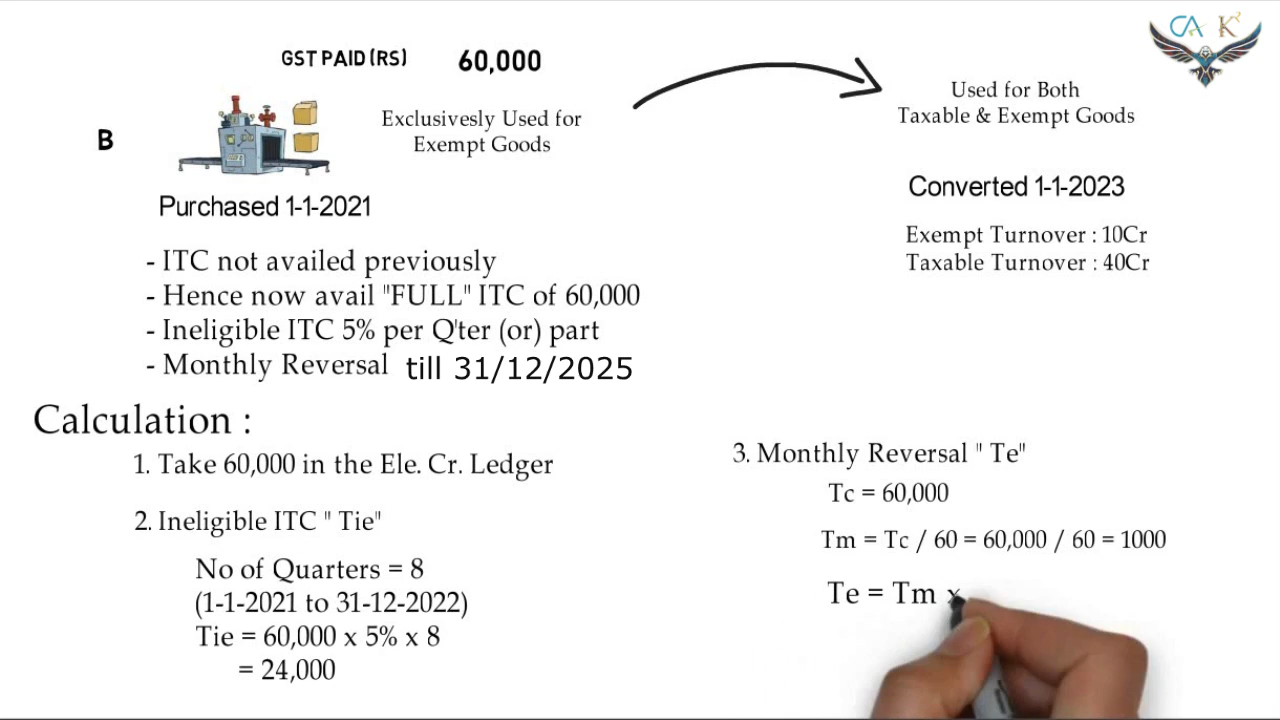 CA K²
GST PAID (RS) 60,000
B
Exclusivesly Used for
Exempt Goods
Used for Both
Taxable & Exempt Goods
Purchased 1-1-2021
Converted 1-1-2023
Exempt Turnover : 10Cr
Taxable Turnover : 40Cr
- ITC not availed previously
- Hence now avail "FULL" ITC of 60,000
- Ineligible ITC 5% per Q'ter (or) part
- Monthly Reversal till 31/12/2025
Calculation :
1. Take 60,000 in the Ele. Cr. Ledger
2. Ineligible ITC " Tie"
No of Quarters = 8
(1-1-2021 to 31-12-2022)
Tie = 60,000 x 5% x 8
= 24,000
3. Monthly Reversal " Te"
Tc = 60,000
Tm = Tc / 60 = 60,000 / 60 = 1000
Te = Tm x